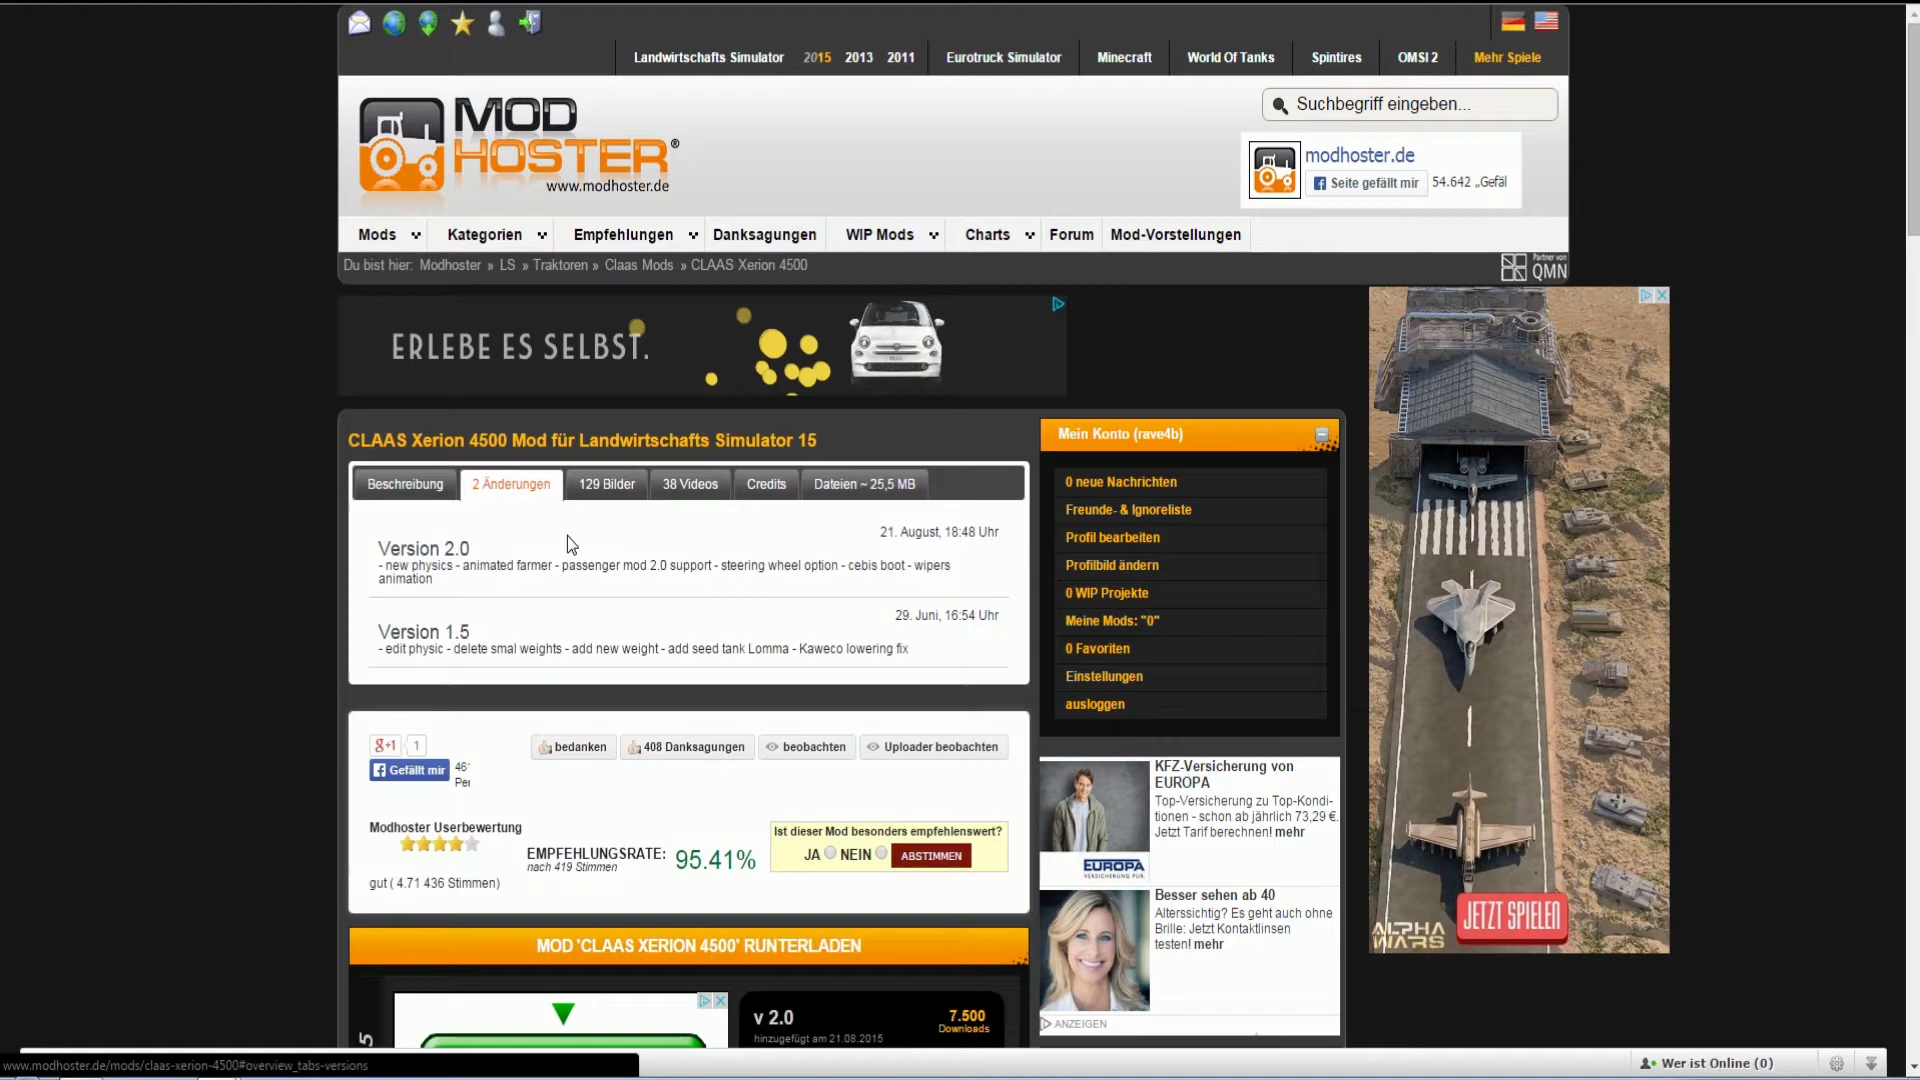 Landwirtschafts Simulator 2015 2013 2011 Eurotruck Simulator Minecraft World Of Tanks Spintires OMSI 2 Mehr Spiele
MOD
HOSTER®
www.modhoster.de
Suchbegriff eingeben...
modhoster.de
Seite gefällt mir 54.642 „Gefäl
Mods Kategorien Empfehlungen Danksagungen WIP Mods Charts Forum Mod-Vorstellungen
Du bist hier: Modhoster » LS » Traktoren » Claas Mods » CLAAS Xerion 4500
Partner von
QMN
ERLEBE ES SELBST.
CLAAS Xerion 4500 Mod für Landwirtschafts Simulator 15
Beschreibung 2 Änderungen 129 Bilder 38 Videos Credits Dateien ~ 25,5 MB
21. August, 18:48 Uhr
Version 2.0
- new physics - animated farmer - passenger mod 2.0 support - steering wheel option - cebis boot - wipers
animation
29. Juni, 16:54 Uhr
Version 1.5
- edit physic - delete smal weights - add new weight - add seed tank Lomma - Kaweco lowering fix
g+1 1
Gefällt mir 46
Per
bedanken 408 Danksagungen beobachten Uploader beobachten
Modhoster Userbewertung
gut ( 4.71 436 Stimmen)
EMPFEHLUNGSRATE: 95.41%
nach 419 Stimmen
Ist dieser Mod besonders empfehlenswert?
JA NEIN ABSTIMMEN
MOD 'CLAAS XERION 4500' RUNTERLADEN
5
v 2.0 7.500
Downloads
hinzugefügt am 21.08.2015
Mein Konto (rave4b)
0 neue Nachrichten
Freunde- & Ignoreliste
Profil bearbeiten
Profilbild ändern
0 WIP Projekte
Meine Mods: "0"
0 Favoriten
Einstellungen
ausloggen
KFZ-Versicherung von
EUROPA
Top-Versicherung zu Top-Kondi-
tionen - schon ab jährlich 73,29 €.
Jetzt Tarif berechnen! mehr
EUROPA
VERSICHERUNG PUR.
Besser sehen ab 40
Alterssichtig? Es geht auch ohne
Brille: Jetzt Kontaktlinsen
testen! mehr
ANZEIGEN
ALPHA
WARS
JETZT SPIELEN
www.modhoster.de/mods/claas-xerion-4500#overview_tabs-versions
Wer ist Online (0)